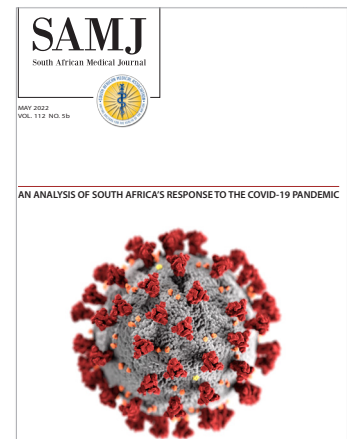 SAMJ
South African Medical Journal
MAY 2022
VOL. 112 NO. 5b
AN ANALYSIS OF SOUTH AFRICA'S RESPONSE TO THE COVID-19 PANDEMIC